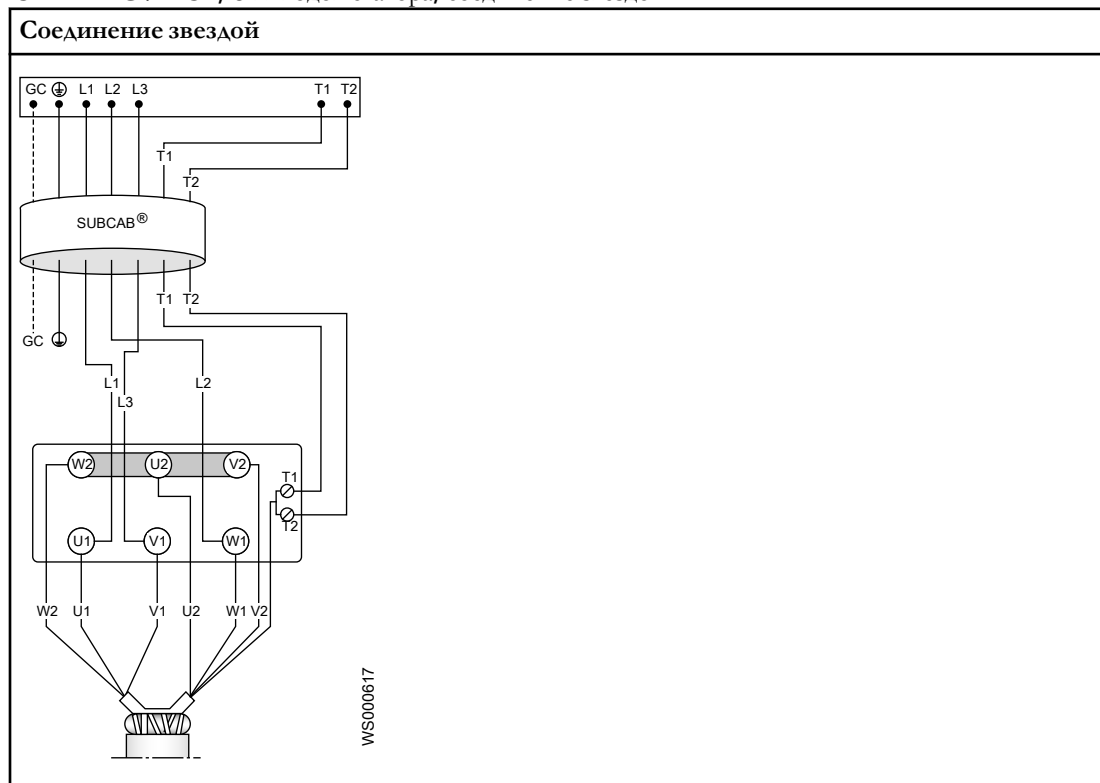 Соединение звездой
GC L1 L2 L3 T1 T2
T1
T2
SUBCAB®
T1 T2
GC
L1 L2
L3
W2 U2 V2
T1
T2
U1 V1 W1
W2 U1 V1 U2 W1 V2
WS000617